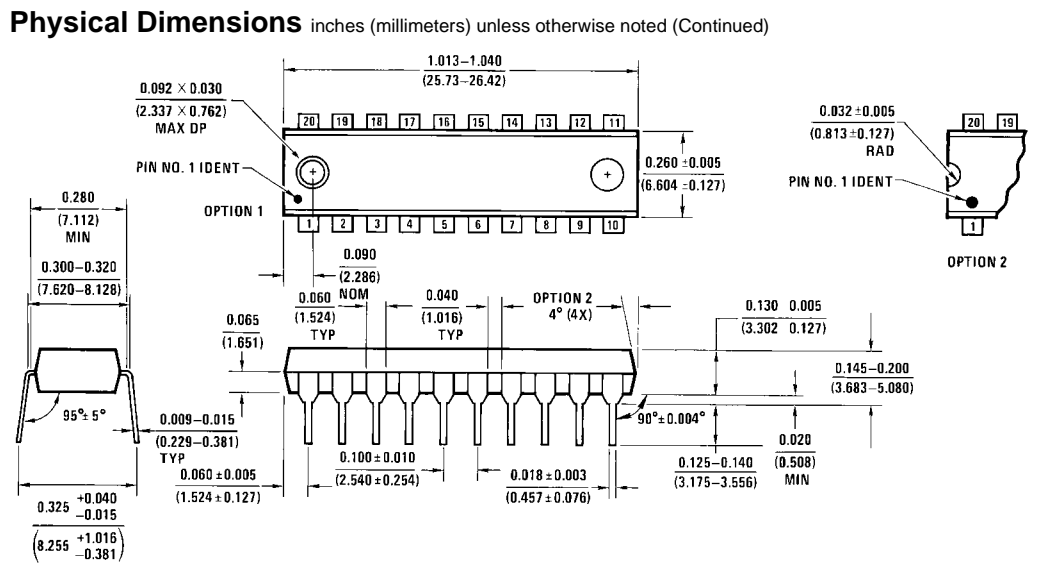 Physical Dimensions inches (millimeters) unless otherwise noted (Continued)
1.013–1.040
(25.73–26.42)
0.092 × 0.030
(2.337 × 0.762)
MAX DP
20 19 18 17 16 15 14 13 12 11
PIN NO. 1 IDENT
OPTION 1
1 2 3 4 5 6 7 8 9 10
0.260 ±0.005
(6.604 ±0.127)
0.032 ±0.005
(0.813 ±0.127)
RAD
20 19
PIN NO. 1 IDENT
1
OPTION 2
0.280
(7.112)
MIN
0.300–0.320
(7.620–8.128)
0.090
(2.286)
NOM
0.060
(1.524)
TYP
0.040
(1.016)
TYP
OPTION 2
4° (4X)
0.130 0.005
(3.302 0.127)
0.065
(1.651)
0.145–0.200
(3.683–5.080)
95°± 5°
0.009–0.015
(0.229–0.381)
TYP
90°±0.004°
0.020
(0.508)
MIN
0.125–0.140
(3.175–3.556)
0.100 ±0.010
(2.540 ±0.254)
0.018 ±0.003
(0.457 ±0.076)
0.060 ±0.005
(1.524 ±0.127)
0.325 +0.040
–0.015
(8.255 +1.016
–0.381)